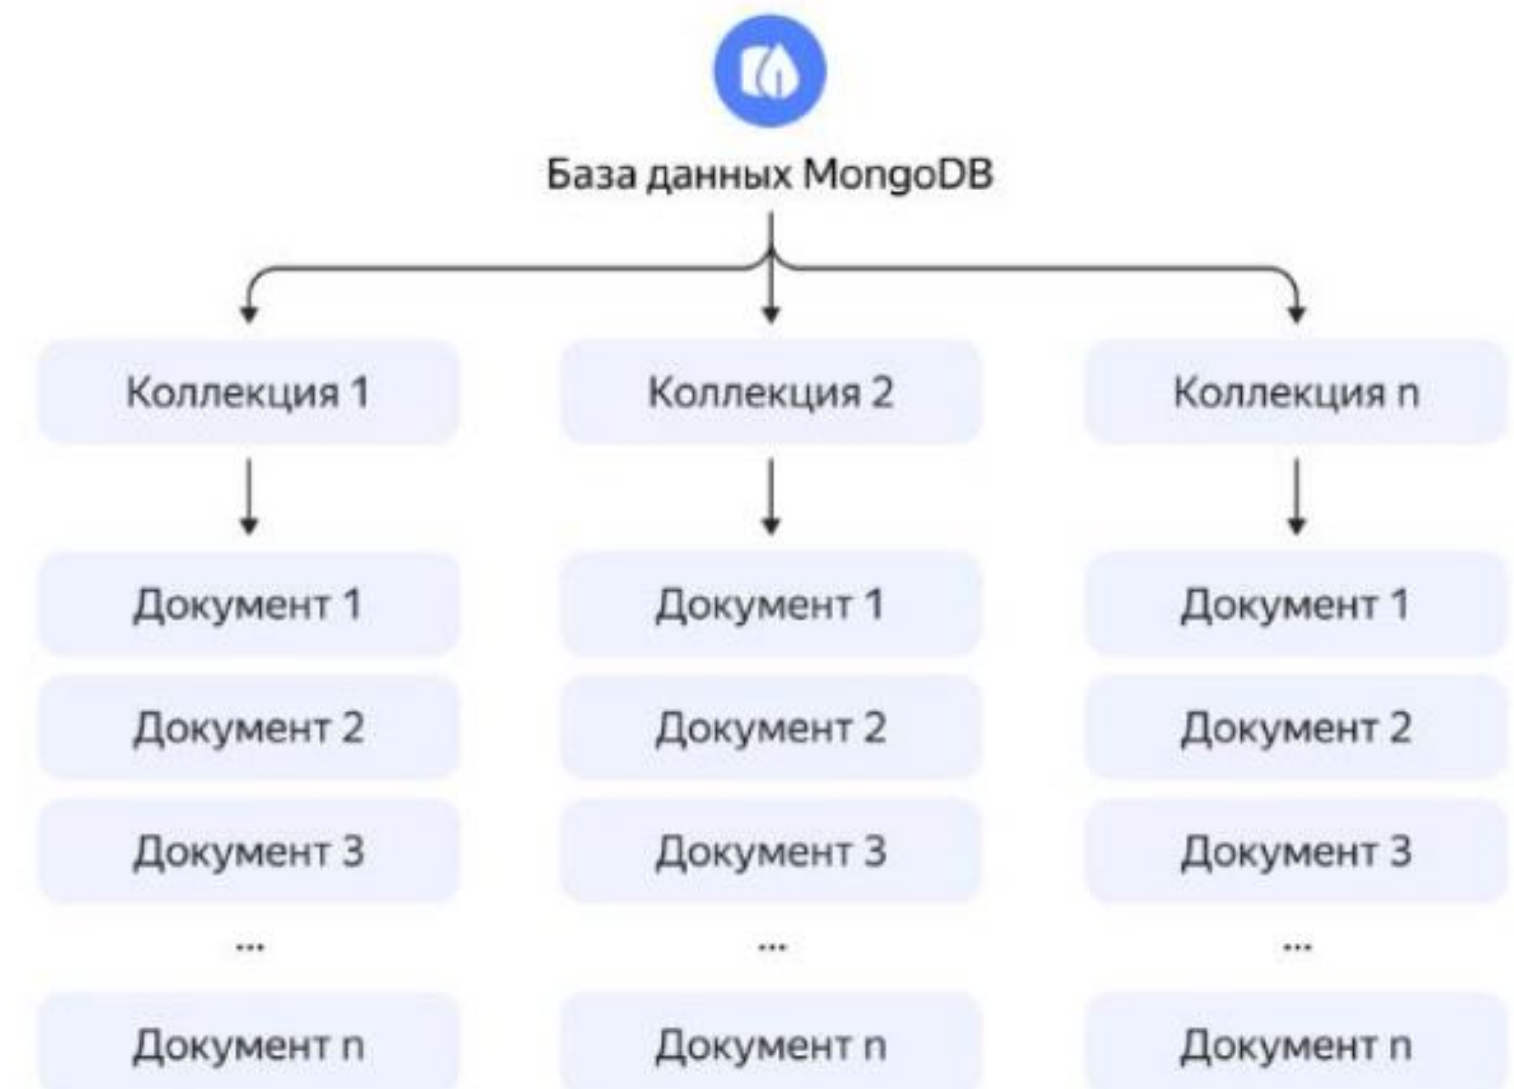 База данных MongoDB
Коллекция 1
Коллекция 2
Коллекция n
Документ 1
Документ 1
Документ 1
Документ 2
Документ 2
Документ 2
Документ 3
Документ 3
Документ 3
...
...
...
Документ n
Документ n
Документ n